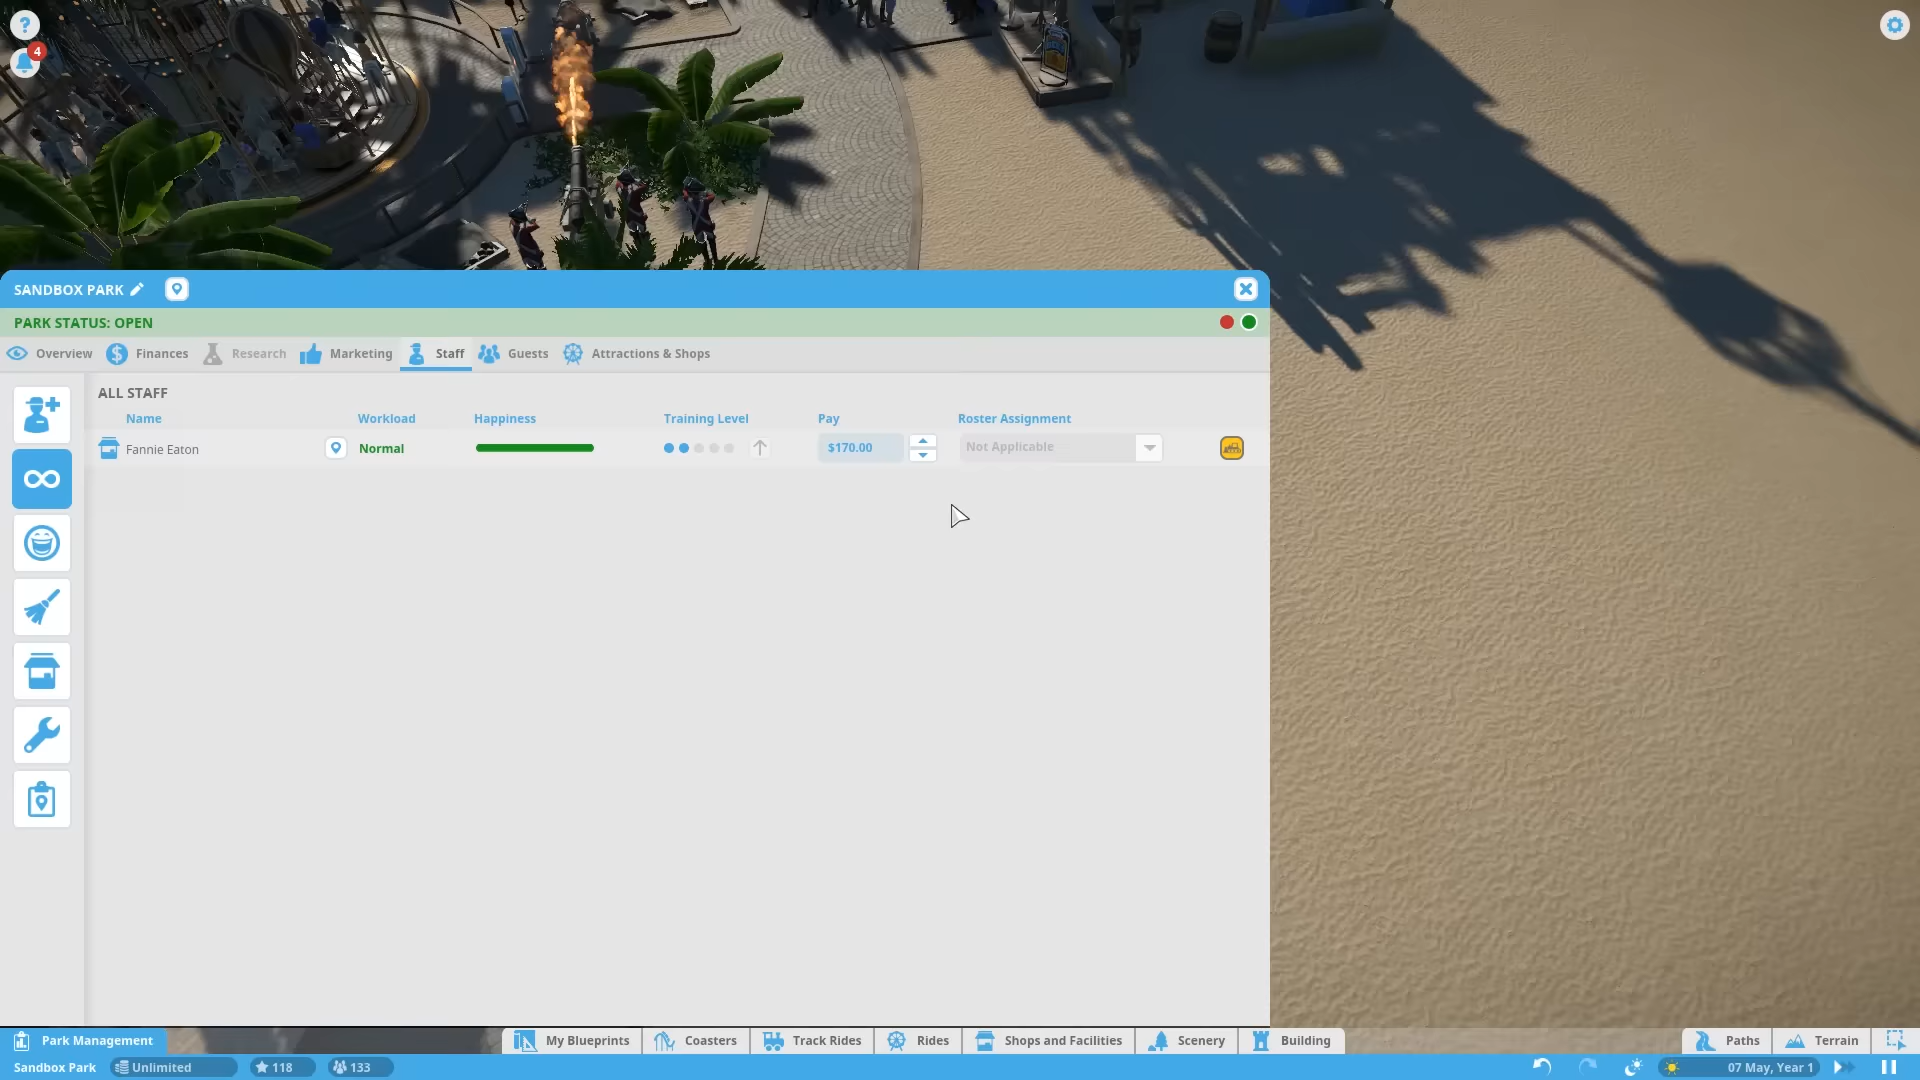 ?
4
SANDBOX PARK
PARK STATUS: OPEN
Overview Finances Research Marketing Staff Guests Attractions & Shops
ALL STAFF
Name Workload Happiness Training Level Pay Roster Assignment
Fannie Eaton Normal $170.00 Not Applicable
Park Management My Blueprints Coasters Track Rides Rides Shops and Facilities Scenery Building Paths Terrain
Sandbox Park Unlimited 118 133 07 May, Year 1